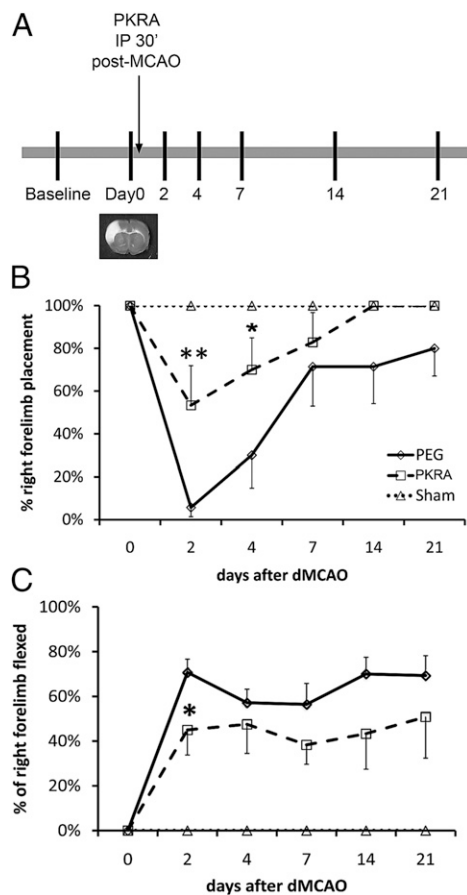 A
PKRA
IP 30'
post-MCAO
Baseline Day0 2 4 7 14 21
B
100%
80%
60%
40%
20%
0%
% right forelimb placement
**
*
PEG
PKRA
Sham
0 2 4 7 14 21
days after dMCAO
C
100%
80%
60%
40%
20%
0%
% of right forelimb flexed
*
0 2 4 7 14 21
days after dMCAO